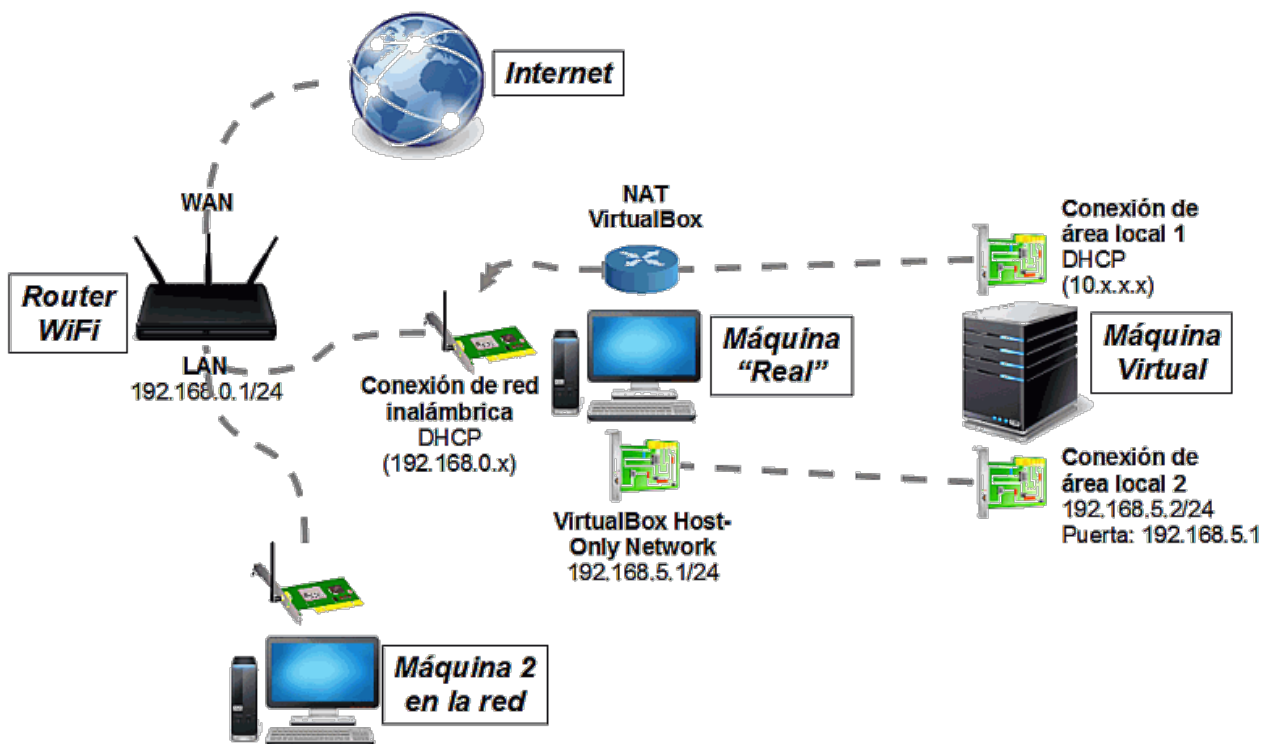 Internet
WAN
Router
WiFi
LAN
192.168.0.1/24
NAT
VirtualBox
Conexión de
área local 1
DHCP
(10.x.x.x)
Conexión de red
inalámbrica
DHCP
(192.168.0.x)
Máquina
“Real”
Máquina
Virtual
VirtualBox Host-
Only Network
192.168.5.1/24
Conexión de
área local 2
192.168.5.2/24
Puerta: 192.168.5.1
Máquina 2
en la red